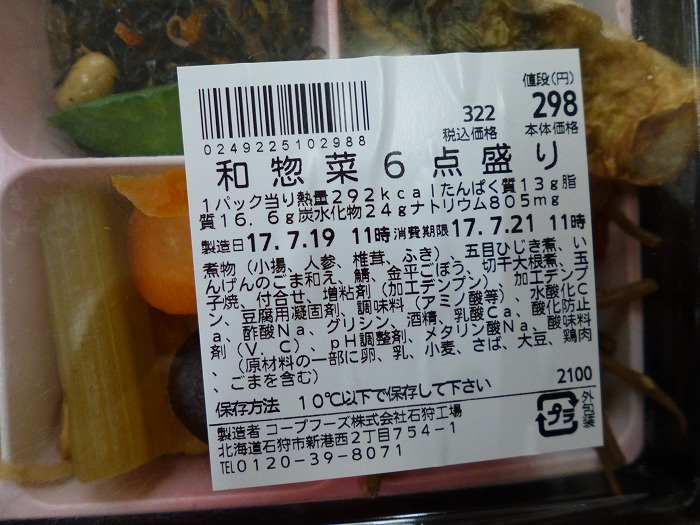 値段(円)
322 298
税込価格 本体価格
02492251029 88
和惣菜6点盛り
1パック当り熱量292kcalたんぱく質13g脂
質16.6g炭水化物24gナトリウム805mg
製造日17.7.19 11時消費期限17.7.21 11時
煮物(小揚、人参、椎茸、ふき)、五目ひじき煮、い
んげんのごま和え、鯖、金平ごぼう、切干大根煮、玉
子焼、付合せ、増粘剤(加工デンプン)、加工デンプ
ン、豆腐用凝固剤、調味料(アミノ酸等)、水酸化C
a、酢酸Na、グリシン、酒精、乳酸Ca、酸化防止
剤(V.C)、pH調整剤、メタリン酸Na、酸味料
、(原材料の一部に卵、乳、小麦、さば、大豆、鶏肉
、ごまを含む)
保存方法 10℃以下で保存して下さい 2100
製造者 コープフーズ株式会社石狩工場
北海道石狩市新港西2丁目754-1
TEL0120-39-8071
プラ
外包装